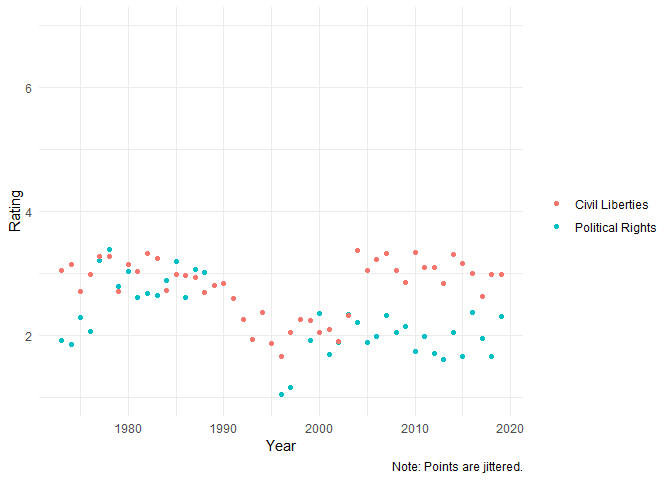 6
4
2
Rating
1980 1990 2000 2010 2020
Year
Civil Liberties
Political Rights
Note: Points are jittered.